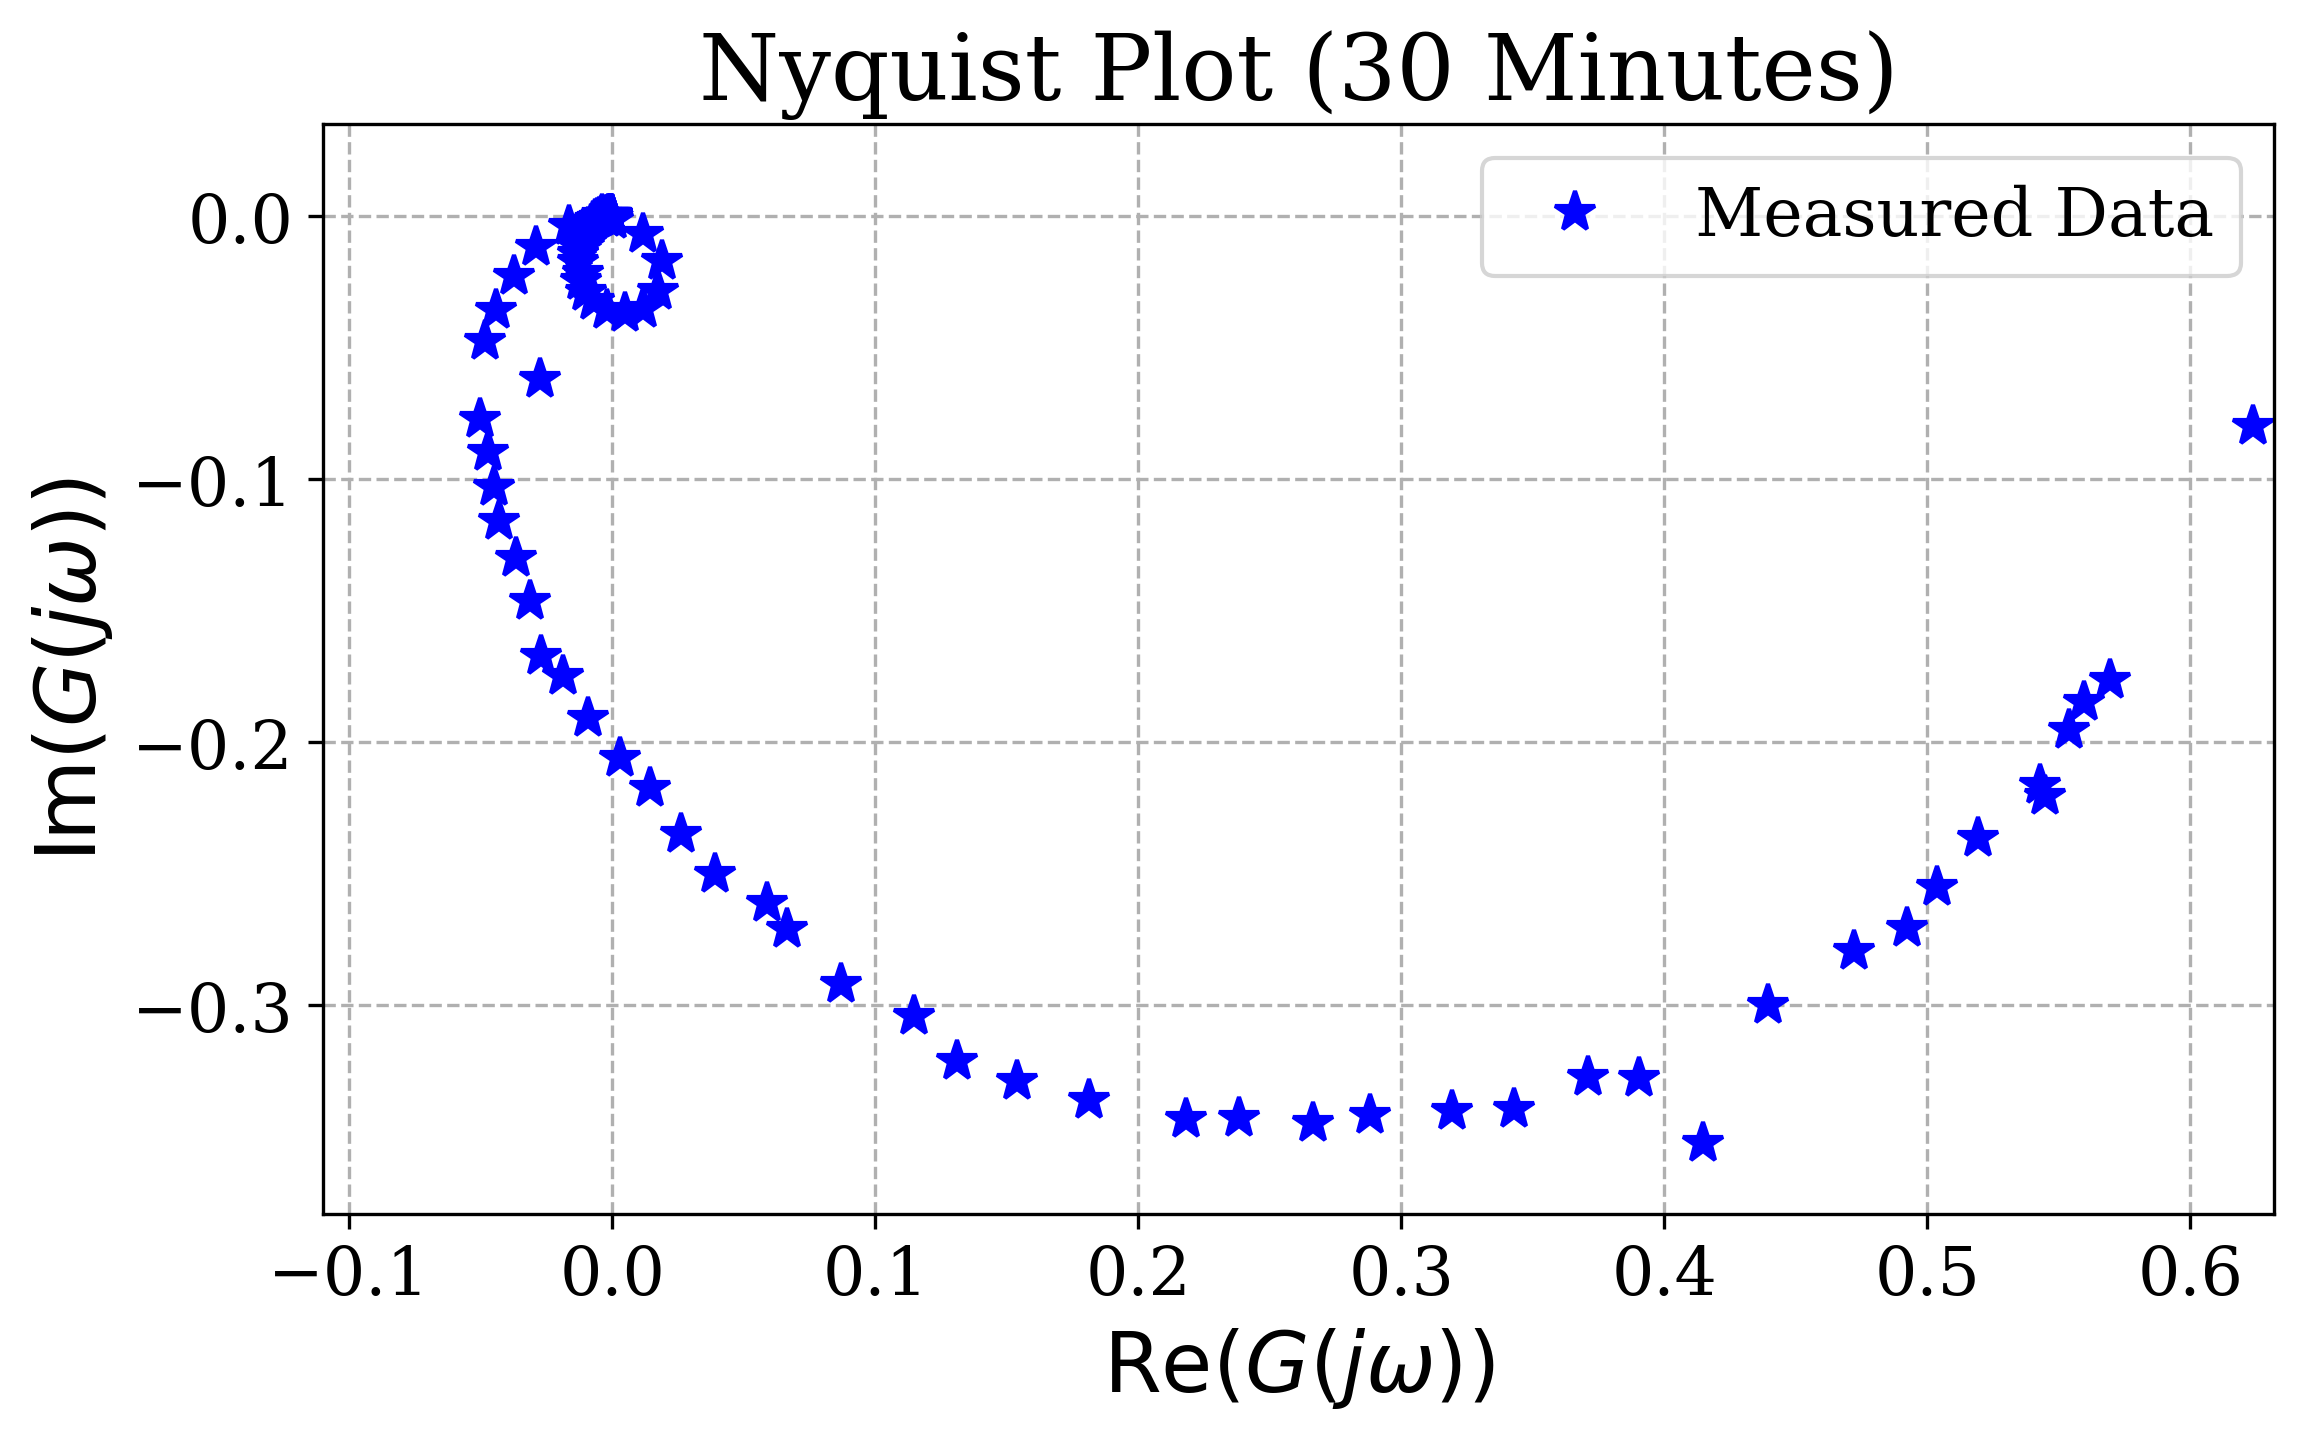 Nyquist Plot (30 Minutes)
Measured Data
0.0
−0.1
−0.2
−0.3
Im(G(jω))
−0.1 0.0 0.1 0.2 0.3 0.4 0.5 0.6
Re(G(jω))